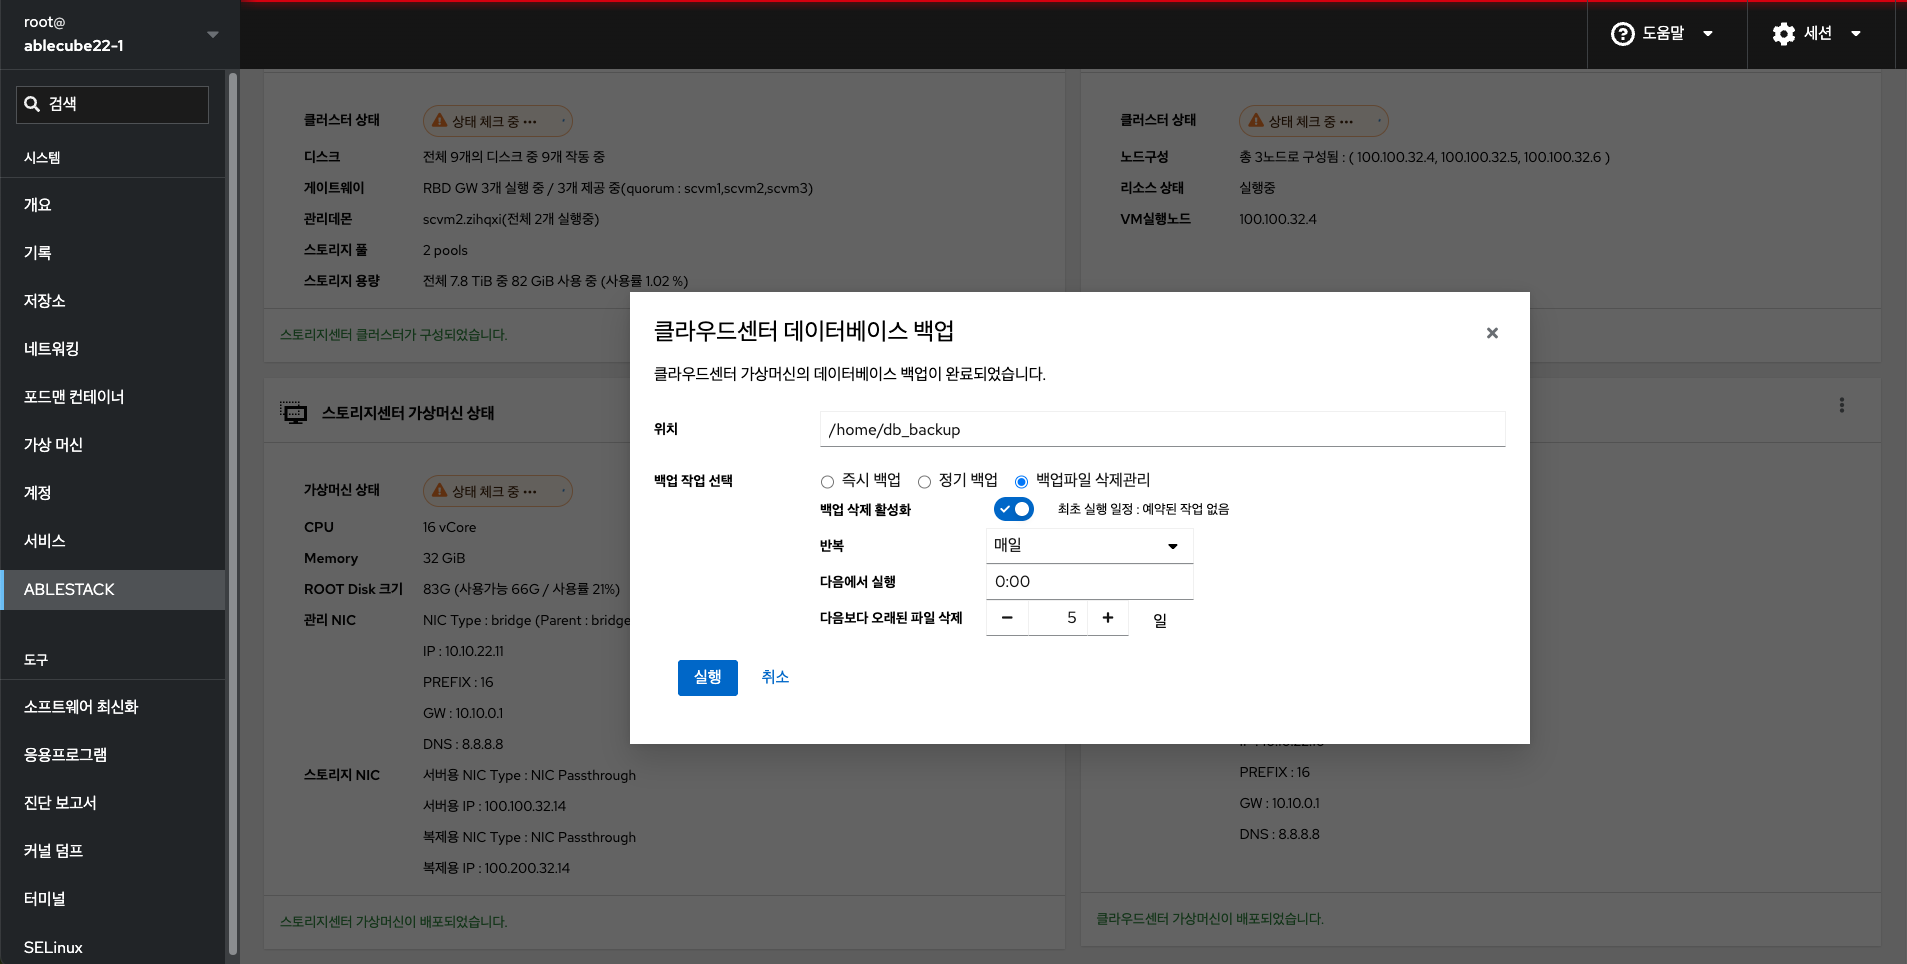 root@
ablecube22-1
도움말
세션
검색
시스템
개요
기록
저장소
네트워킹
포드맨 컨테이너
가상 머신
계정
서비스
ABLESTACK
도구
소프트웨어 최신화
응용프로그램
진단 보고서
커널 덤프
터미널
SELinux
클러스터 상태 상태 체크 중 •••
디스크 전체 9개의 디스크 중 9개 작동 중
게이트웨이 RBD GW 3개 실행 중 / 3개 제공 중(quorum : scvm1,scvm2,scvm3)
관리데몬 scvm2.zihqxi(전체 2개 실행중)
스토리지 풀 2 pools
스토리지 용량 전체 7.8 TiB 중 82 GiB 사용 중 (사용률 1.02 %)
스토리지센터 클러스터가 구성되었습니다.
클러스터 상태 상태 체크 중 •••
노드구성 총 3노드로 구성됨 : ( 100.100.32.4, 100.100.32.5, 100.100.32.6 )
리소스 상태 실행중
VM실행노드 100.100.32.4
클라우드센터 데이터베이스 백업
클라우드센터 가상머신의 데이터베이스 백업이 완료되었습니다.
위치 /home/db_backup
백업 작업 선택 즉시 백업 정기 백업 백업파일 삭제관리
백업 삭제 활성화 최초 실행 일정 : 예약된 작업 없음
반복 매일
다음에서 실행 0:00
다음보다 오래된 파일 삭제 − 5 + 일
실행 취소
스토리지센터 가상머신 상태
가상머신 상태 상태 체크 중 •••
CPU 16 vCore
Memory 32 GiB
ROOT Disk 크기 83G (사용가능 66G / 사용률 21%)
관리 NIC NIC Type : bridge (Parent : bridge
IP : 10.10.22.11
PREFIX : 16
GW : 10.10.0.1
DNS : 8.8.8.8
스토리지 NIC 서버용 NIC Type : NIC Passthrough
서버용 IP : 100.100.32.14
복제용 NIC Type : NIC Passthrough
복제용 IP : 100.200.32.14
스토리지센터 가상머신이 배포되었습니다.
PREFIX : 16
GW : 10.10.0.1
DNS : 8.8.8.8
클라우드센터 가상머신이 배포되었습니다.